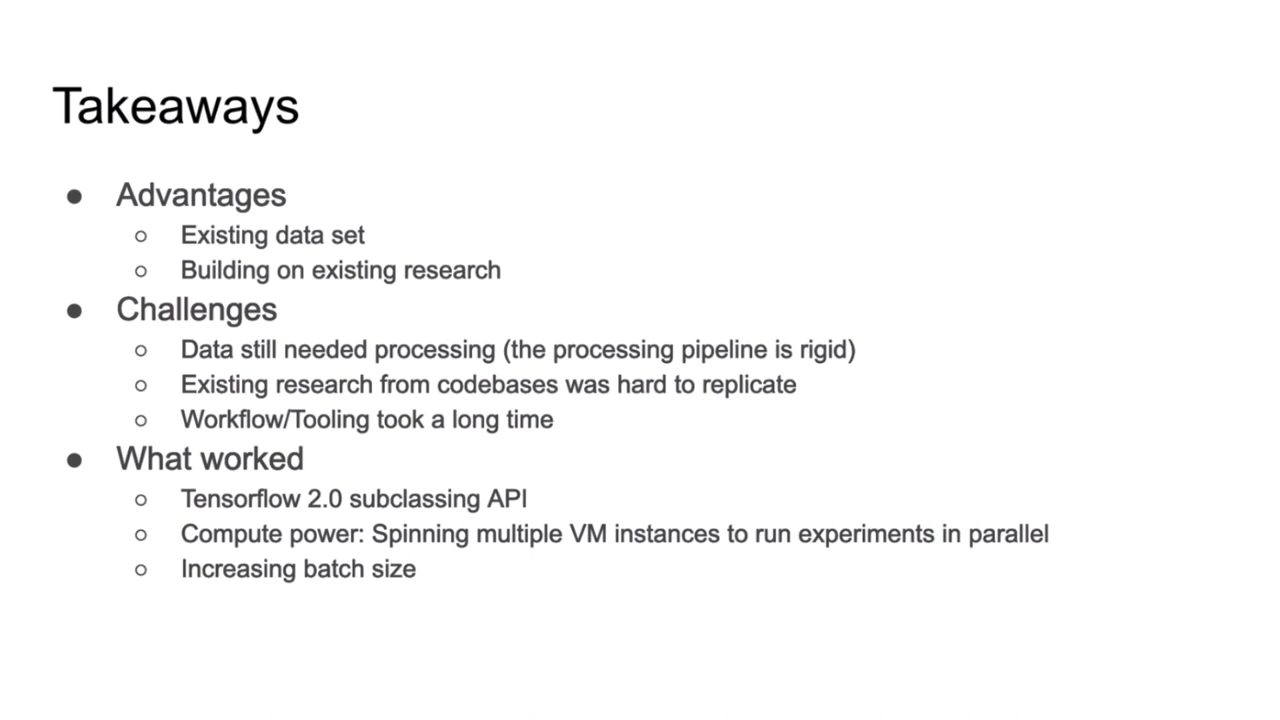 Takeaways
● Advantages
○ Existing data set
○ Building on existing research
● Challenges
○ Data still needed processing (the processing pipeline is rigid)
○ Existing research from codebases was hard to replicate
○ Workflow/Tooling took a long time
● What worked
○ Tensorflow 2.0 subclassing API
○ Compute power: Spinning multiple VM instances to run experiments in parallel
○ Increasing batch size